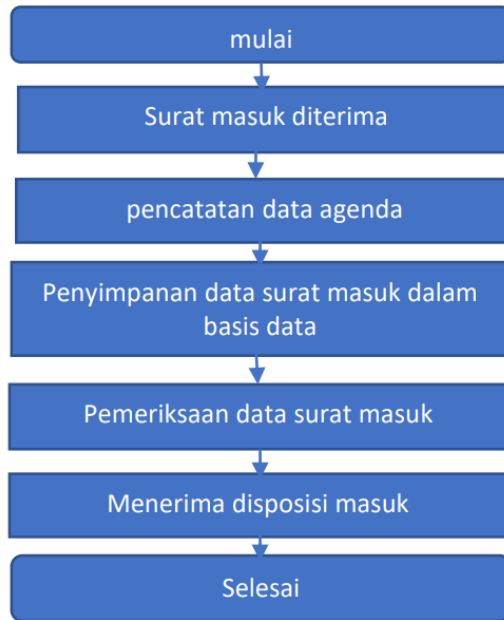 mulai
Surat masuk diterima
pencatatan data agenda
Penyimpanan data surat masuk dalam
basis data
Pemeriksaan data surat masuk
Menerima disposisi masuk
Selesai